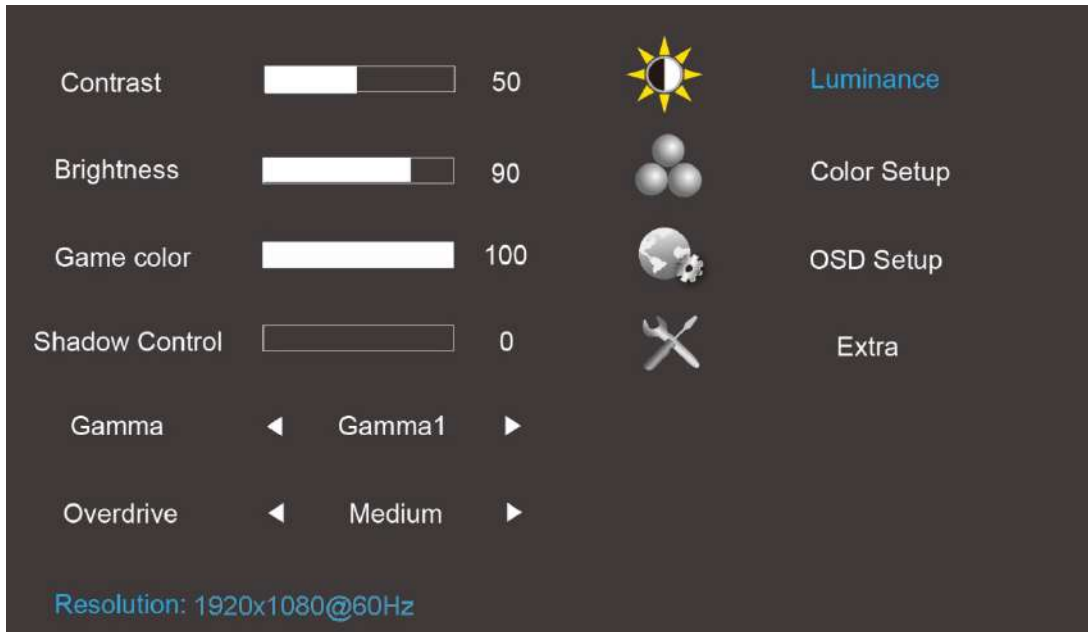 Contrast 50
Brightness 90
Game color 100
Shadow Control 0
Gamma Gamma1
Overdrive Medium
Resolution: 1920x1080@60Hz
Luminance
Color Setup
OSD Setup
Extra